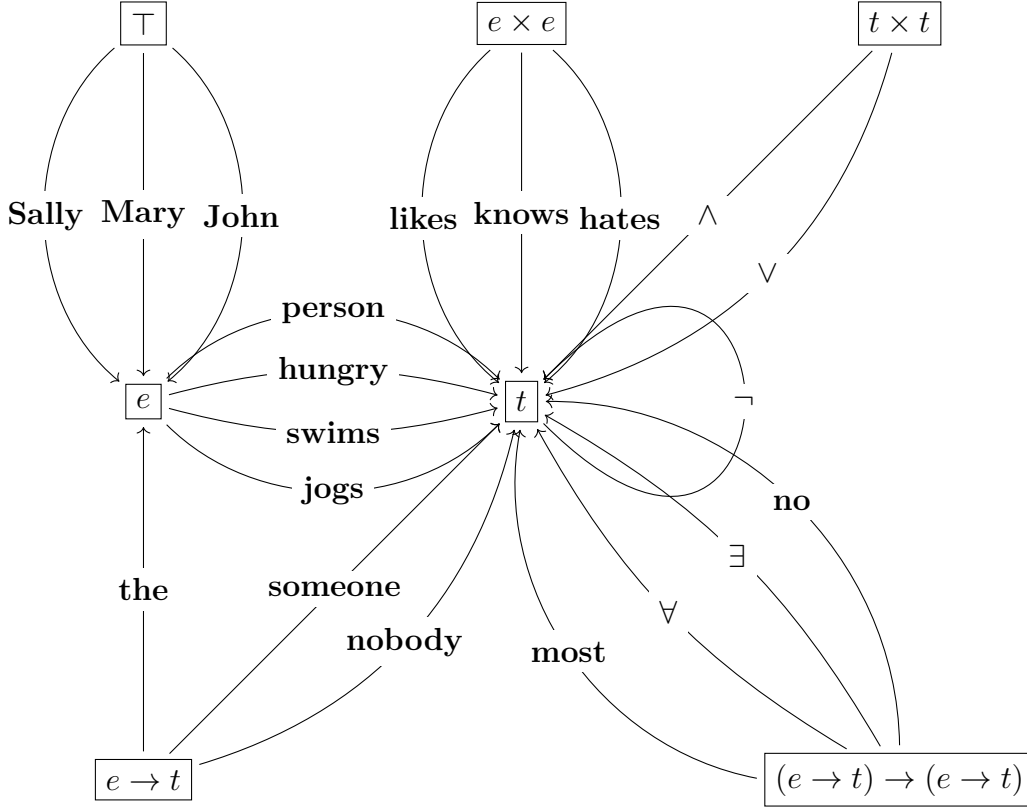 ⊤ e × e t × t
Sally Mary John likes knows hates ∧
∨
person
hungry
swims
jogs
e t ¬
no
∃
the someone ∀
nobody most
e → t (e → t) → (e → t)